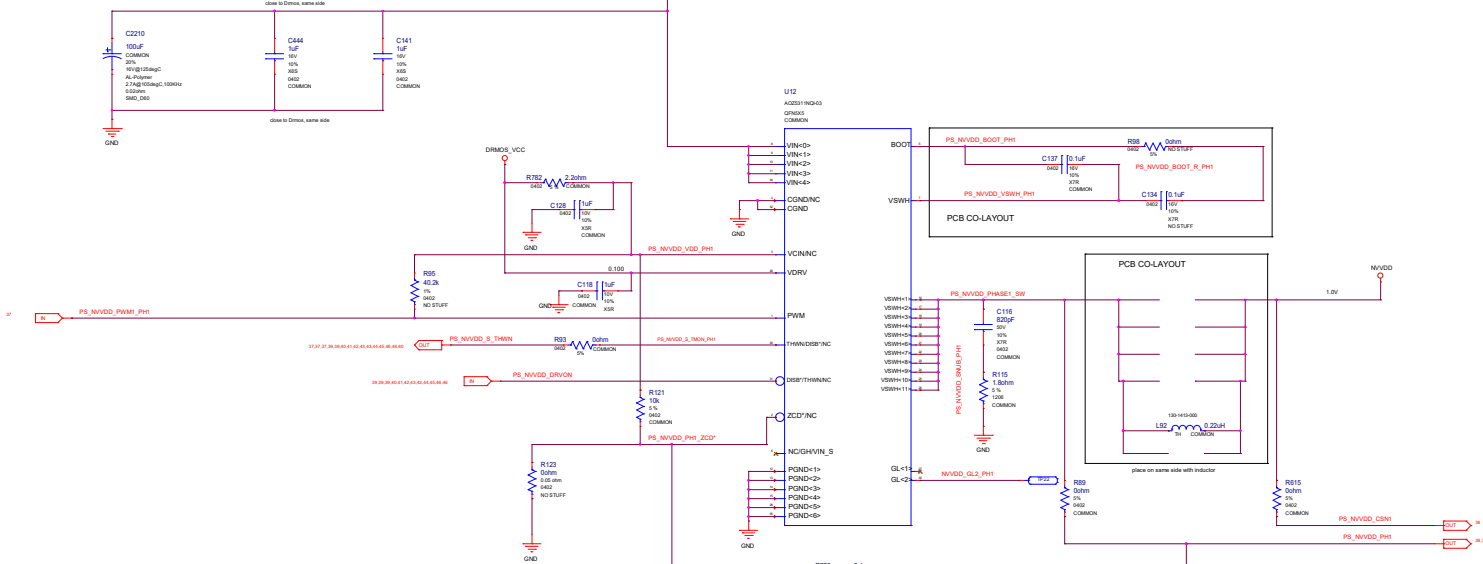 close to Drmos, same side
C2210
100uF
COMMON
20%
16V@125degC
AL-Polymer
2.7A@105degC,100KHz
0.02ohm
SMD_D80
C444
1uF
16V
10%
X6S
0402
COMMON
C141
1uF
16V
10%
X6S
0402
COMMON
close to Drmos, same side
GND
U12
AOZ5311NQI-03
QFN5X5
COMMON
VIN<0>
VIN<1>
VIN<2>
VIN<3>
VIN<4>
CGND/NC
CGND
VCIN/NC
VDRV
PWM
THWN/DISB*/NC
DISB*/THWN/NC
ZCD*/NC
NC/GH/VIN_S
PGND<1>
PGND<2>
PGND<3>
PGND<4>
PGND<5>
PGND<6>
BOOT
VSWH
VSWH<1>
VSWH<2>
VSWH<3>
VSWH<4>
VSWH<5>
VSWH<6>
VSWH<7>
VSWH<8>
VSWH<9>
VSWH<10>
VSWH<11>
GL<1>
GL<2>
DRMOS_VCC
R782
2.2ohm
0402
5 %
COMMON
C128
1uF
0402
10V
10%
X5R
COMMON
GND
GND
PS_NVVDD_VDD_PH1
0.100
C118
1uF
0402
10V
10%
X5R
COMMON
GND
R95
40.2k
1%
0402
NO STUFF
IN
PS_NVVDD_PWM1_PH1
OUT
PS_NVVDD_S_THWN
R93
0ohm
0402
5%
COMMON
PS_NVVDD_S_TMON_PH1
IN
PS_NVVDD_DRVON
R121
10k
5 %
0402
COMMON
PS_NVVDD_PH1_ZCD*
R123
0ohm
0.05 ohm
0402
NO STUFF
GND
GND
PS_NVVDD_BOOT_PH1
R98
0ohm
0402
5%
NO STUFF
C137
0.1uF
0402
16V
10%
X7R
COMMON
PS_NVVDD_BOOT_R_PH1
PS_NVVDD_VSWH_PH1
C134
0.1uF
0402
16V
10%
X7R
NO STUFF
PCB CO-LAYOUT
PCB CO-LAYOUT
PS_NVVDD_PHASE1_SW
C116
820pF
50V
10%
X7R
0402
COMMON
PS_NVVDD_SNUB_PH1
R115
1.8ohm
5 %
1206
COMMON
GND
130-1413-000
L92
0.22uH
TH
COMMON
place on same side with inductor
NVVDD
1.0V
NVVDD_GL2_PH1
TP22
R89
0ohm
5%
0402
COMMON
R615
0ohm
5%
0402
COMMON
PS_NVVDD_CSN1
OUT
PS_NVVDD_PH1
OUT